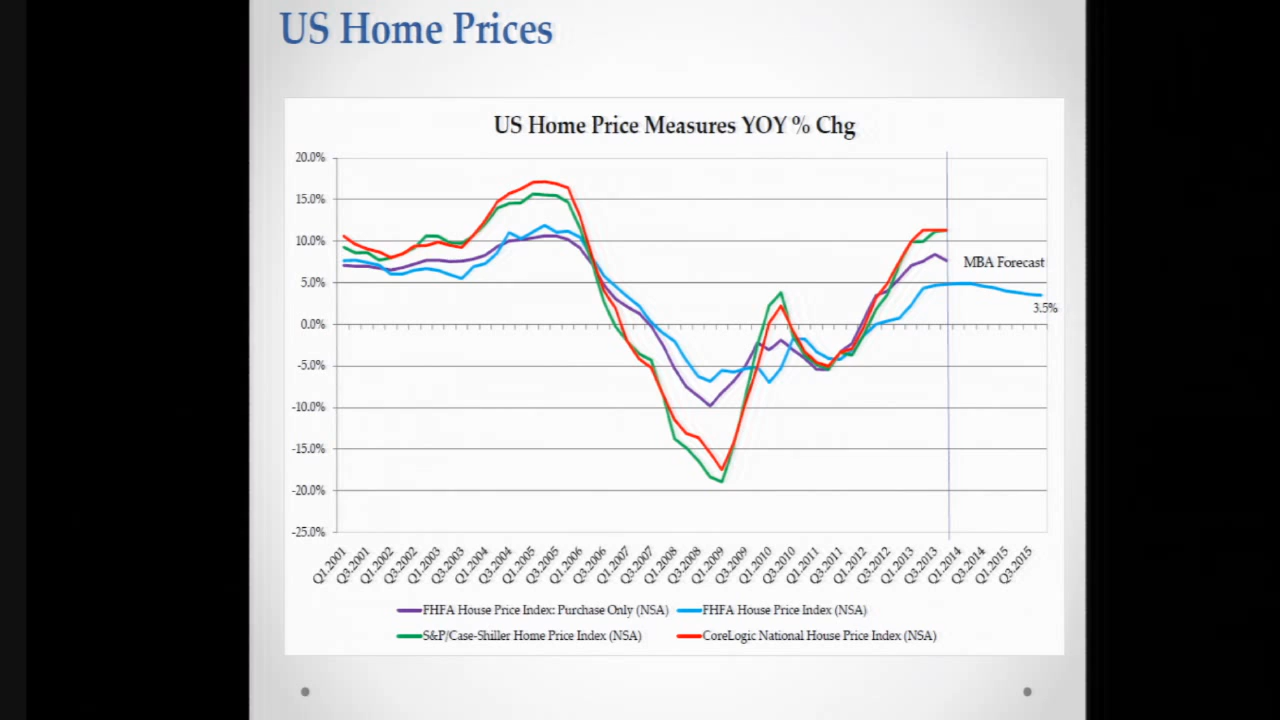 US Home Prices
US Home Price Measures YOY % Chg
20.0%
15.0%
10.0%
5.0%
0.0%
-5.0%
-10.0%
-15.0%
-20.0%
-25.0%
MBA Forecast
3.5%
Q1.2001
Q3.2001
Q1.2002
Q3.2002
Q1.2003
Q3.2003
Q1.2004
Q3.2004
Q1.2005
Q3.2005
Q1.2006
Q3.2006
Q1.2007
Q3.2007
Q1.2008
Q3.2008
Q1.2009
Q3.2009
Q1.2010
Q3.2010
Q1.2011
Q3.2011
Q1.2012
Q3.2012
Q1.2013
Q3.2013
Q1.2014
Q3.2014
Q1.2015
Q3.2015
FHFA House Price Index: Purchase Only (NSA)
FHFA House Price Index (NSA)
S&P/Case-Shiller Home Price Index (NSA)
CoreLogic National House Price Index (NSA)